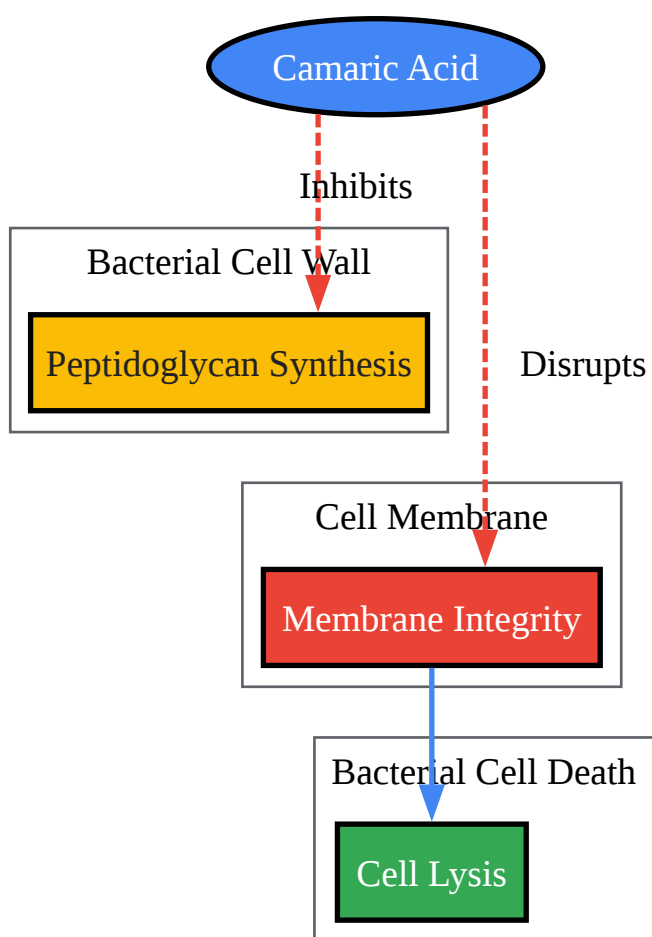 Camaric Acid
Inhibits
Bacterial Cell Wall
Peptidoglycan Synthesis
Disrupts
Cell Membrane
Membrane Integrity
Bacterial Cell Death
Cell Lysis